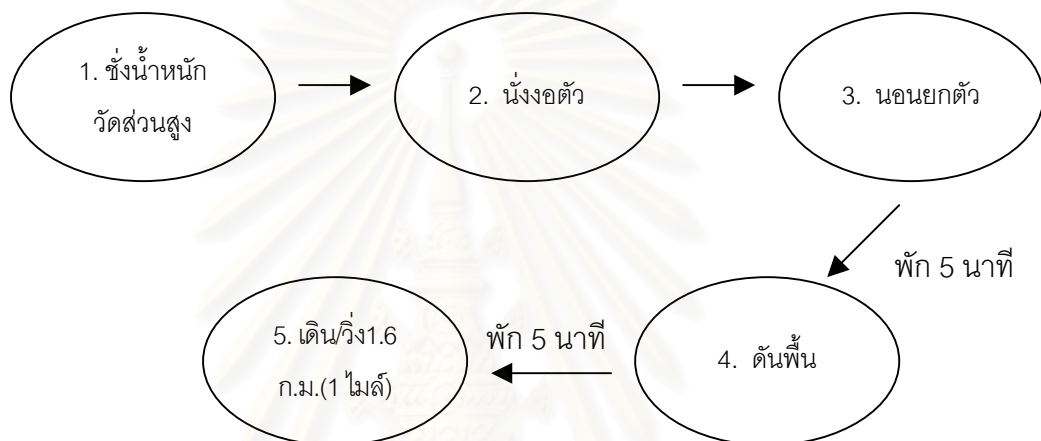 1. ชั่งน้ำหนัก
วัดส่วนสูง
2. นั่งงอตัว
3. นอนยกตัว
พัก 5 นาที
4. ดันพื้น
พัก 5 นาที
5. เดิน/วิ่ง1.6
ก.ม.(1 ไมล์)